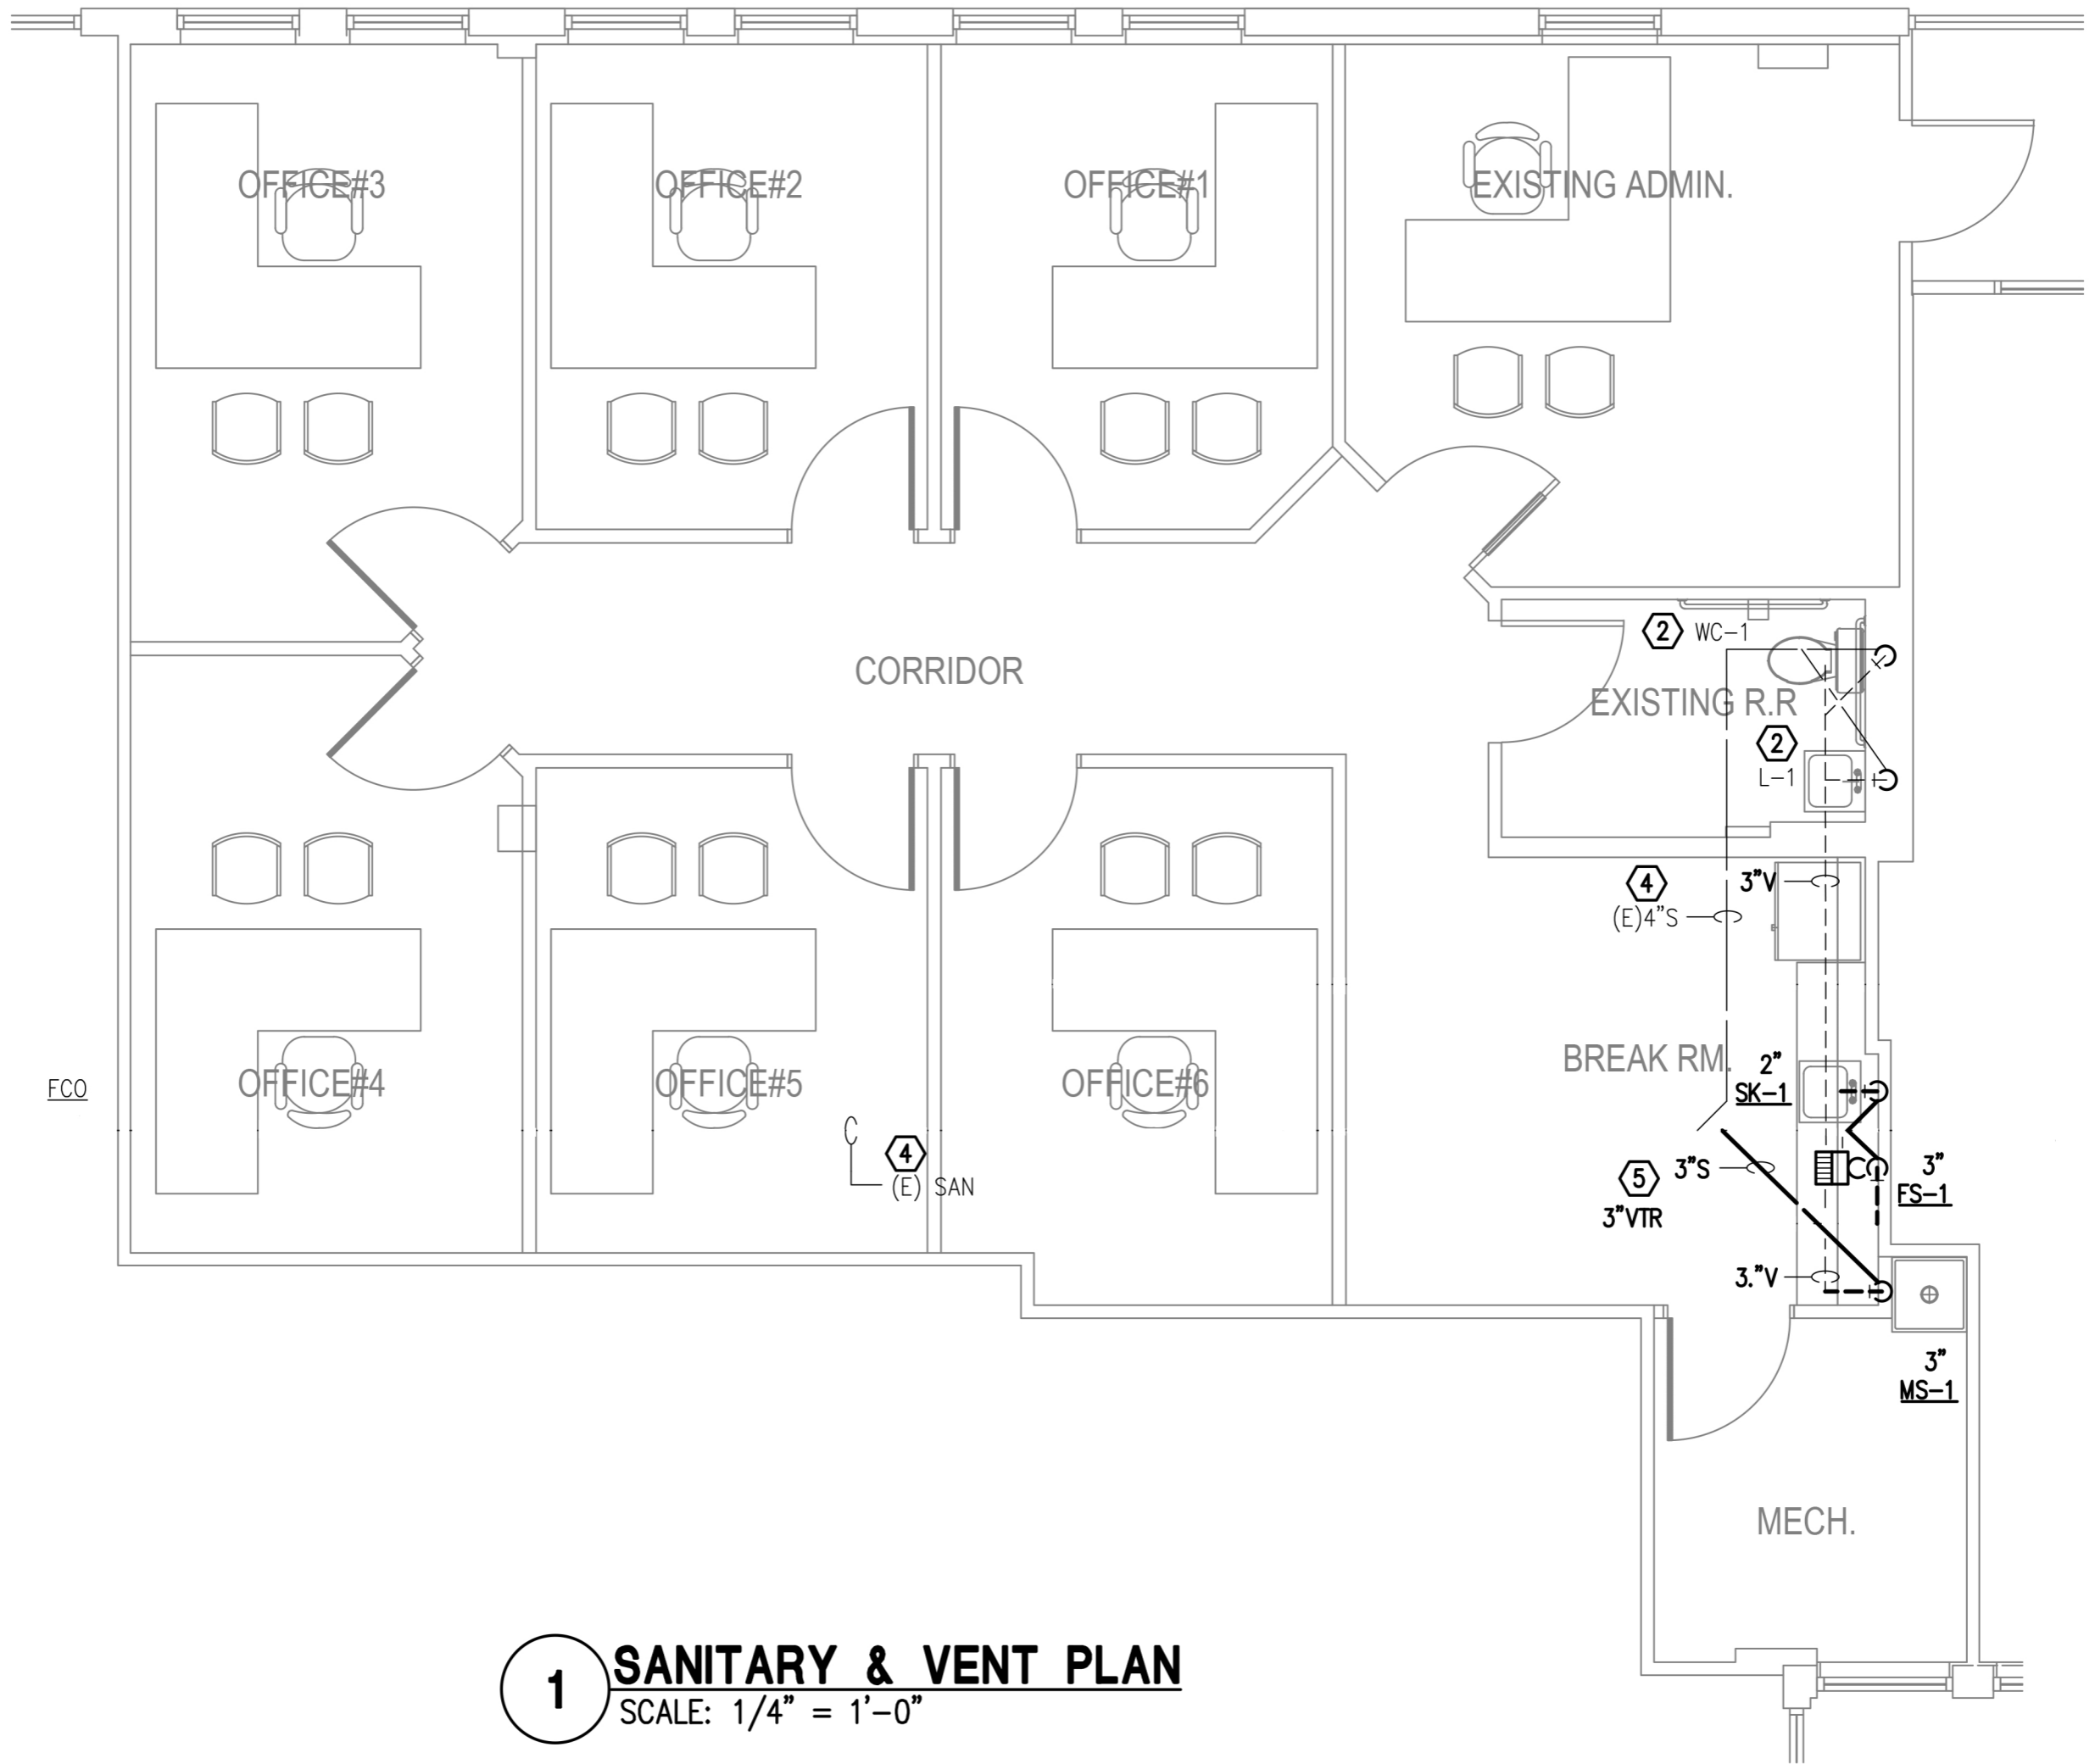 OFFICE#3
OFFICE#2
OFFICE#1
EXISTING ADMIN.
2 WC-1
CORRIDOR
EXISTING R.R
2
L-1
4
3"V
(E)4"S
BREAK RM.
2"
SK-1
FCO
OFFICE#4
OFFICE#5
OFFICE#6
C
4
(E) SAN
5
3"S
3"VTR
3"
FS-1
3."V
3"
MS-1
MECH.
1
SANITARY & VENT PLAN
SCALE: 1/4" = 1'-0"